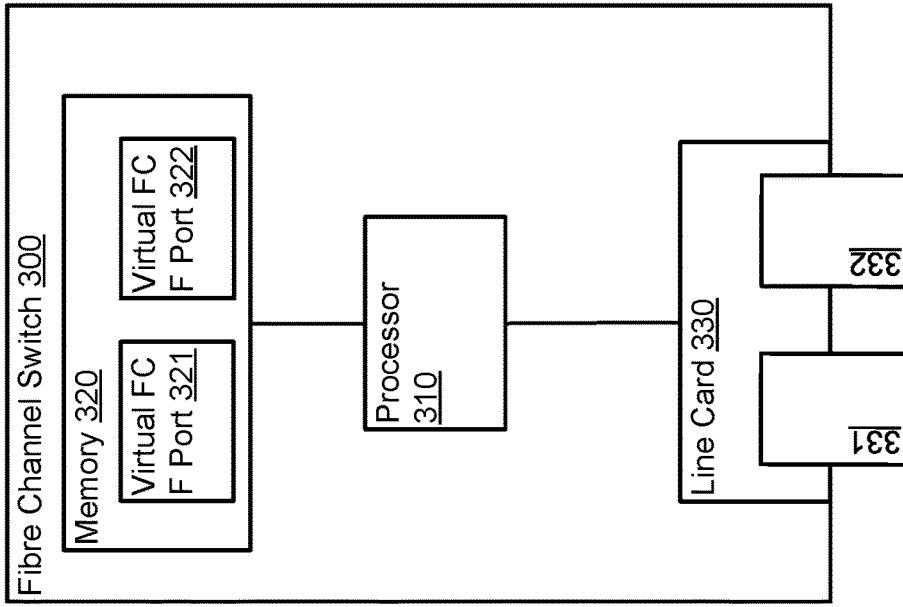 Fibre Channel Switch 300
Memory 320
Virtual FC
F Port 321
Virtual FC
F Port 322
Processor
310
Line Card 330
331
332